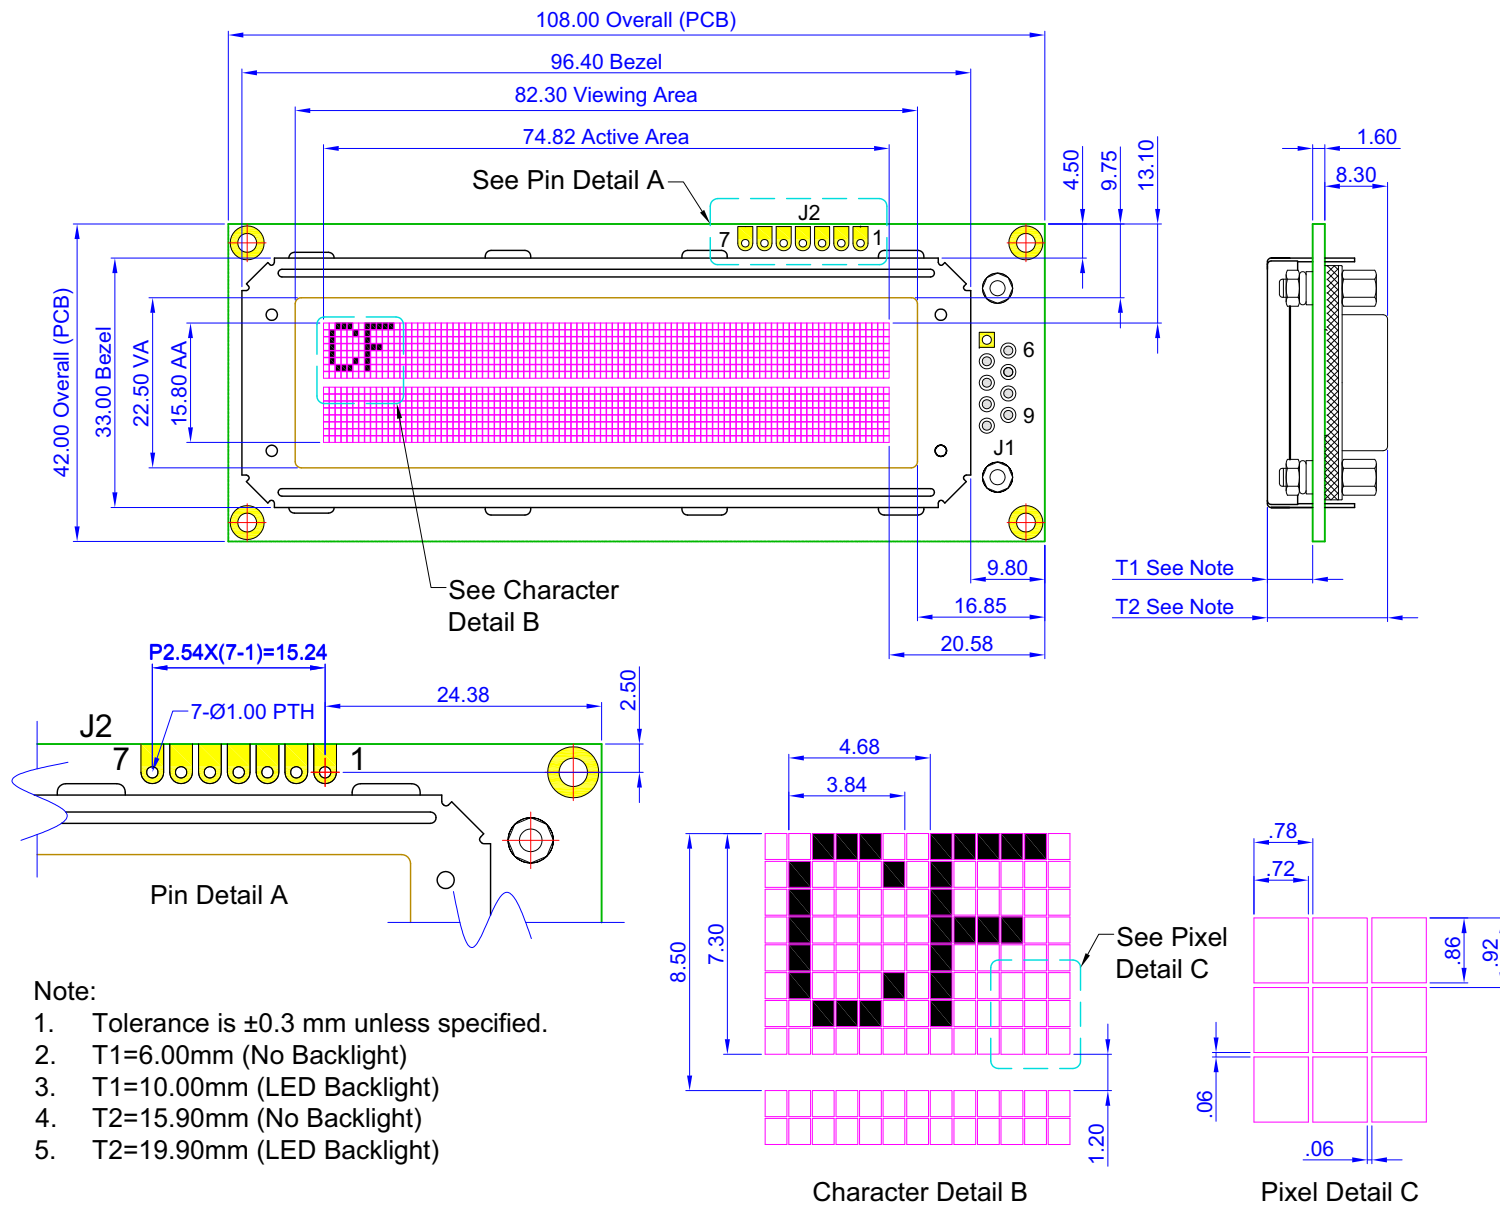 108.00 Overall (PCB)
96.40 Bezel
82.30 Viewing Area
74.82 Active Area
See Pin Detail A
J2
7
1
4.50
9.75
13.10
1.60
8.30
42.00 Overall (PCB)
33.00 Bezel
22.50 VA
15.80 AA
6
9
J1
See Character
Detail B
9.80
16.85
20.58
T1 See Note
T2 See Note
P2.54X(7-1)=15.24
24.38
2.50
7-Ø1.00 PTH
J2
7
1
Pin Detail A
4.68
3.84
8.50
7.30
See Pixel
Detail C
1.20
Character Detail B
.78
.72
.86
.92
.06
.06
Pixel Detail C
Note:
1. Tolerance is ±0.3 mm unless specified.
2. T1=6.00mm (No Backlight)
3. T1=10.00mm (LED Backlight)
4. T2=15.90mm (No Backlight)
5. T2=19.90mm (LED Backlight)